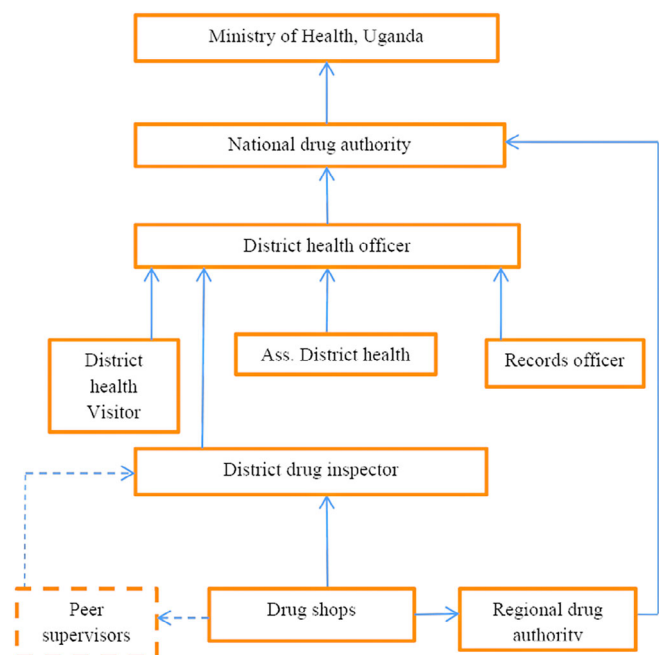 Ministry of Health, Uganda
National drug authority
District health officer
District
health
Visitor
Ass. District health
Records officer
District drug inspector
Peer
supervisors
Drug shops
Regional drug
authority